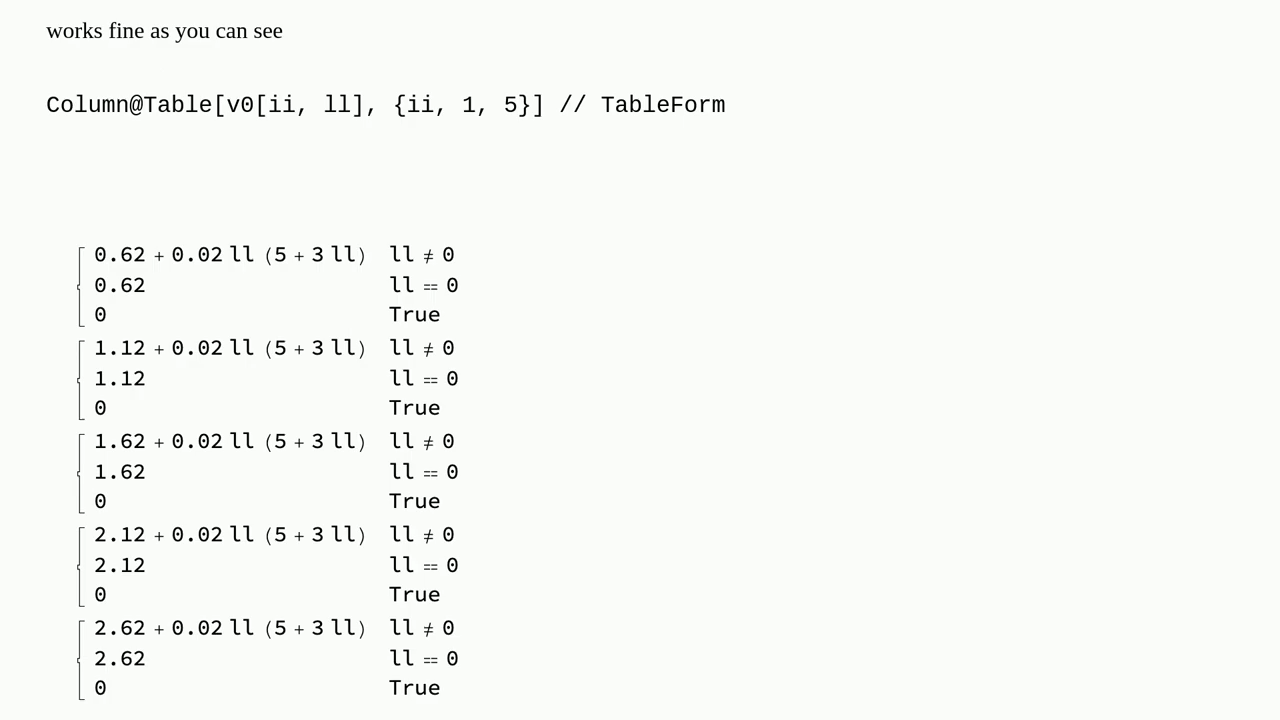 works fine as you can see
Column@Table[v0[ii, ll], {ii, 1, 5}] // TableForm
0.62 + 0.02 ll (5 + 3 ll) ll ≠ 0
0.62 ll == 0
0 True
1.12 + 0.02 ll (5 + 3 ll) ll ≠ 0
1.12 ll == 0
0 True
1.62 + 0.02 ll (5 + 3 ll) ll ≠ 0
1.62 ll == 0
0 True
2.12 + 0.02 ll (5 + 3 ll) ll ≠ 0
2.12 ll == 0
0 True
2.62 + 0.02 ll (5 + 3 ll) ll ≠ 0
2.62 ll == 0
0 True